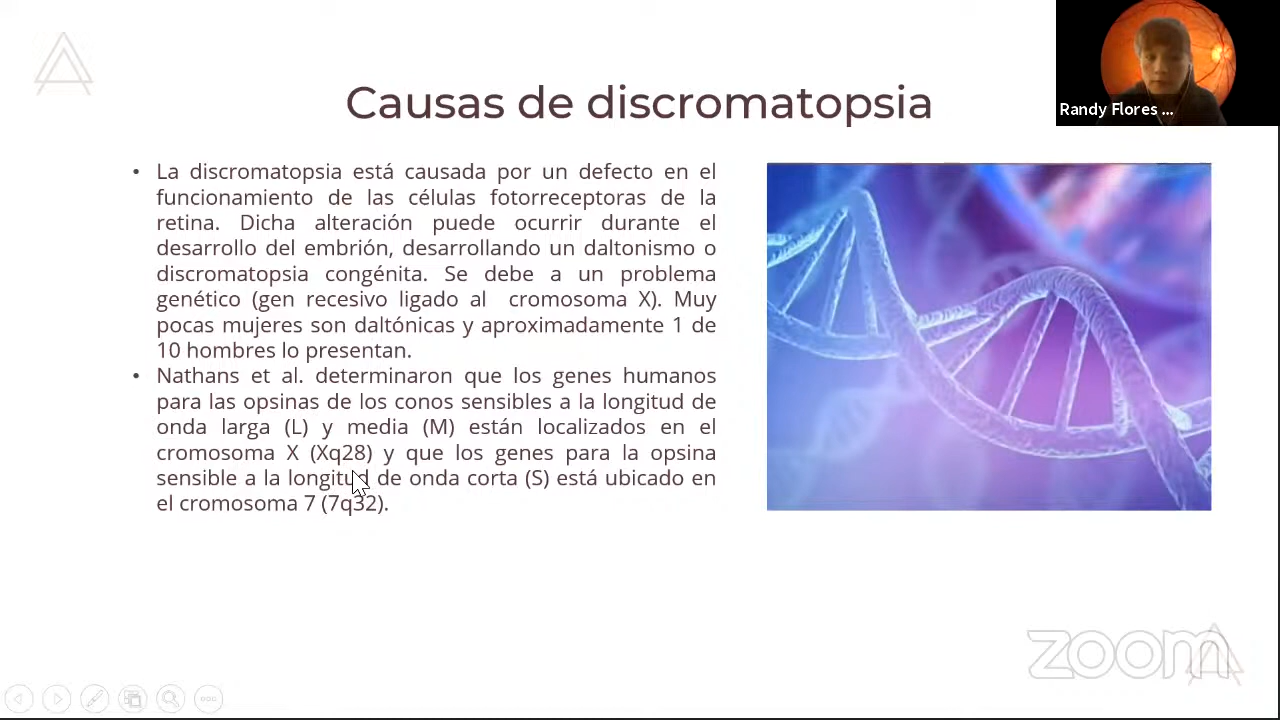 Causas de discromatopsia
Randy Flores ...
• La discromatopsia está causada por un defecto en el
funcionamiento de las células fotorreceptoras de la
retina. Dicha alteración puede ocurrir durante el
desarrollo del embrión, desarrollando un daltonismo o
discromatopsia congénita. Se debe a un problema
genético (gen recesivo ligado al cromosoma X). Muy
pocas mujeres son daltónicas y aproximadamente 1 de
10 hombres lo presentan.
• Nathans et al. determinaron que los genes humanos
para las opsinas de los conos sensibles a la longitud de
onda larga (L) y media (M) están localizados en el
cromosoma X (Xq28) y que los genes para la opsina
sensible a la longitud de onda corta (S) está ubicado en
el cromosoma 7 (7q32).
zoom